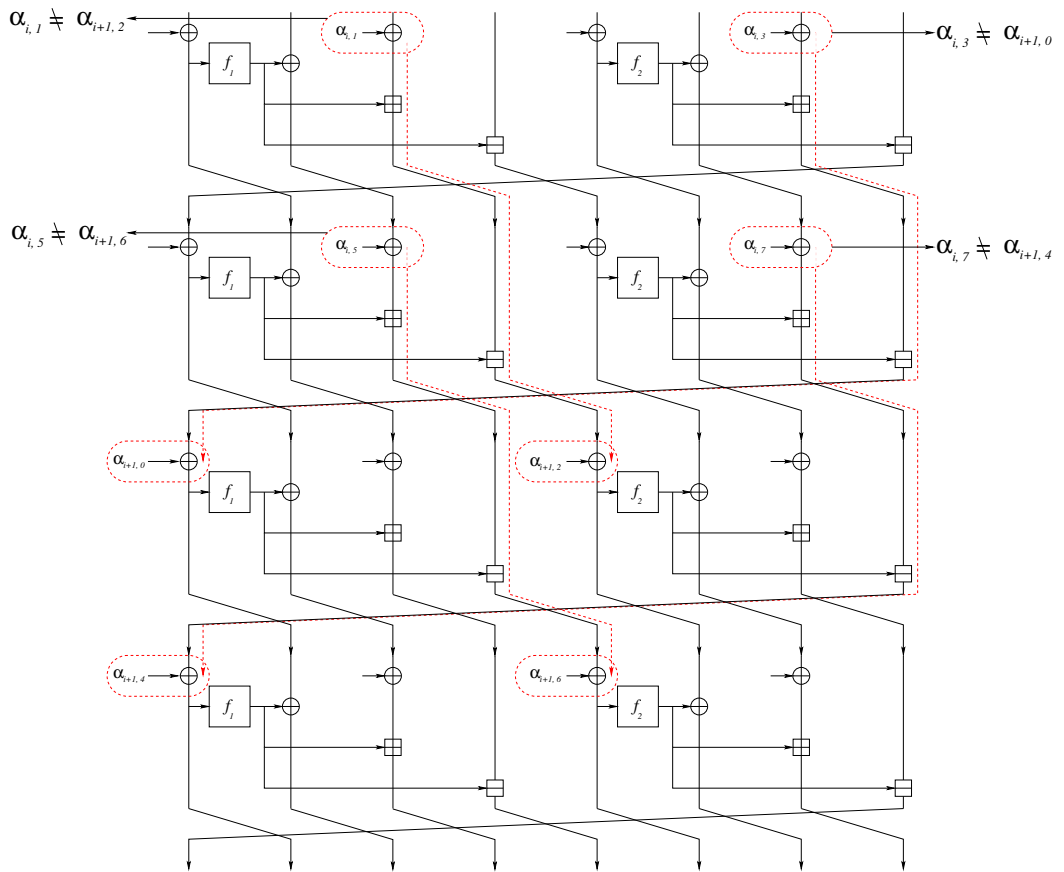 α_{i, 1} ≠ α_{i+1, 2}
α_{i, 1}
α_{i, 3}
α_{i, 3} ≠ α_{i+1, 0}
f_1
f_2
α_{i, 5} ≠ α_{i+1, 6}
α_{i, 5}
α_{i, 7}
α_{i, 7} ≠ α_{i+1, 4}
f_1
f_2
α_{i+1, 0}
α_{i+1, 2}
f_1
f_2
α_{i+1, 4}
α_{i+1, 6}
f_1
f_2